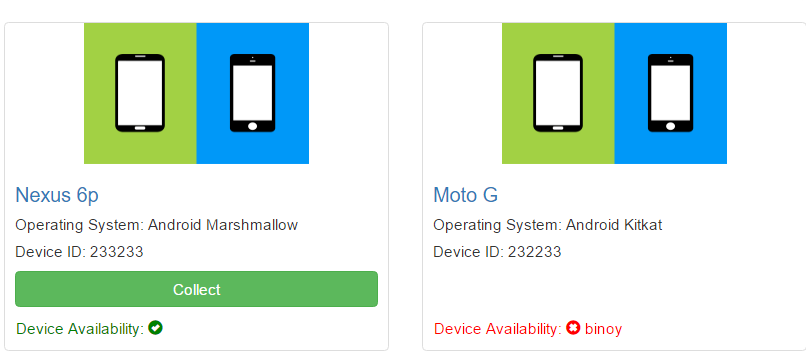 Nexus 6p
Operating System: Android Marshmallow
Device ID: 233233
Collect
Device Availability:
Moto G
Operating System: Android Kitkat
Device ID: 232233
Device Availability: binoy